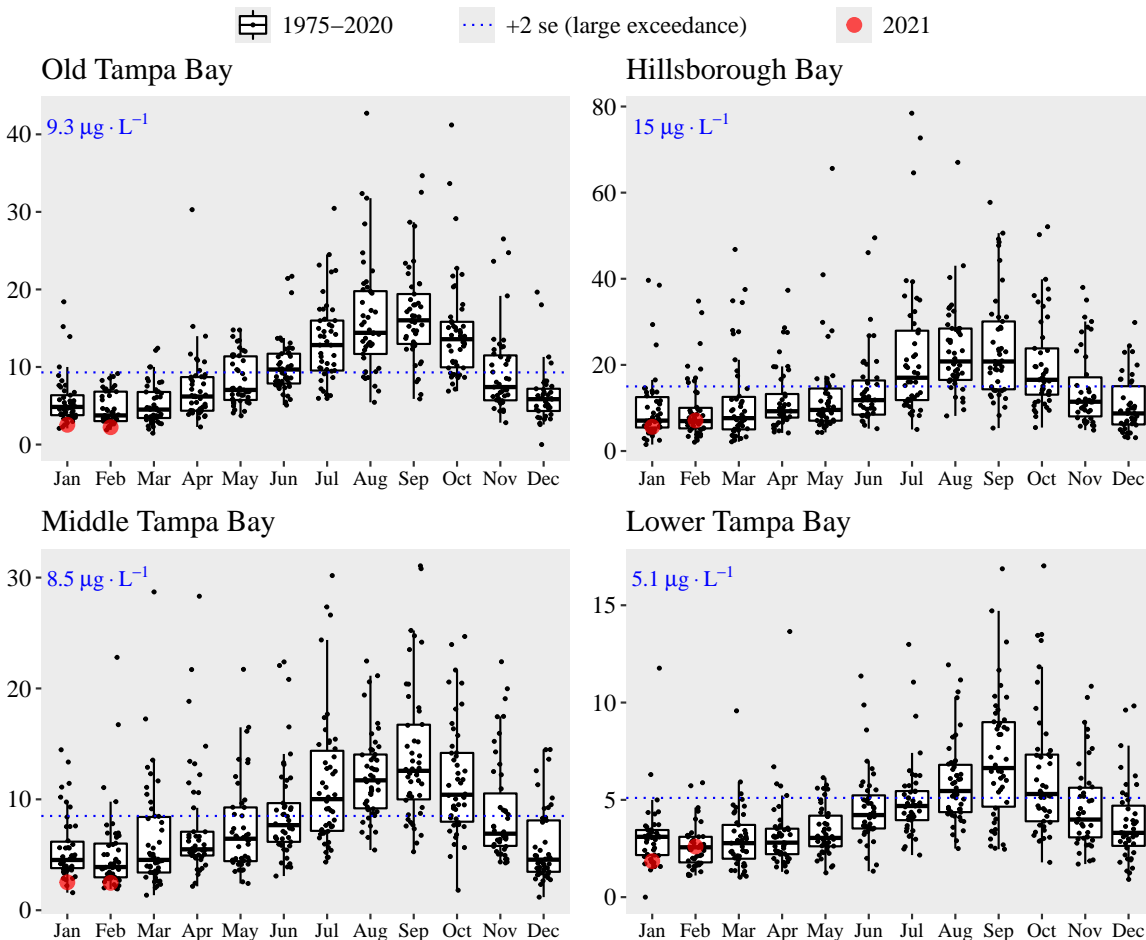 1975−2020 +2 se (large exceedance) 2021
Old Tampa Bay
9.3 μg · L⁻¹
40
30
20
10
0
Jan Feb Mar Apr May Jun Jul Aug Sep Oct Nov Dec
Hillsborough Bay
15 μg · L⁻¹
80
60
40
20
0
Jan Feb Mar Apr May Jun Jul Aug Sep Oct Nov Dec
Middle Tampa Bay
8.5 μg · L⁻¹
30
20
10
0
Jan Feb Mar Apr May Jun Jul Aug Sep Oct Nov Dec
Lower Tampa Bay
5.1 μg · L⁻¹
15
10
5
0
Jan Feb Mar Apr May Jun Jul Aug Sep Oct Nov Dec